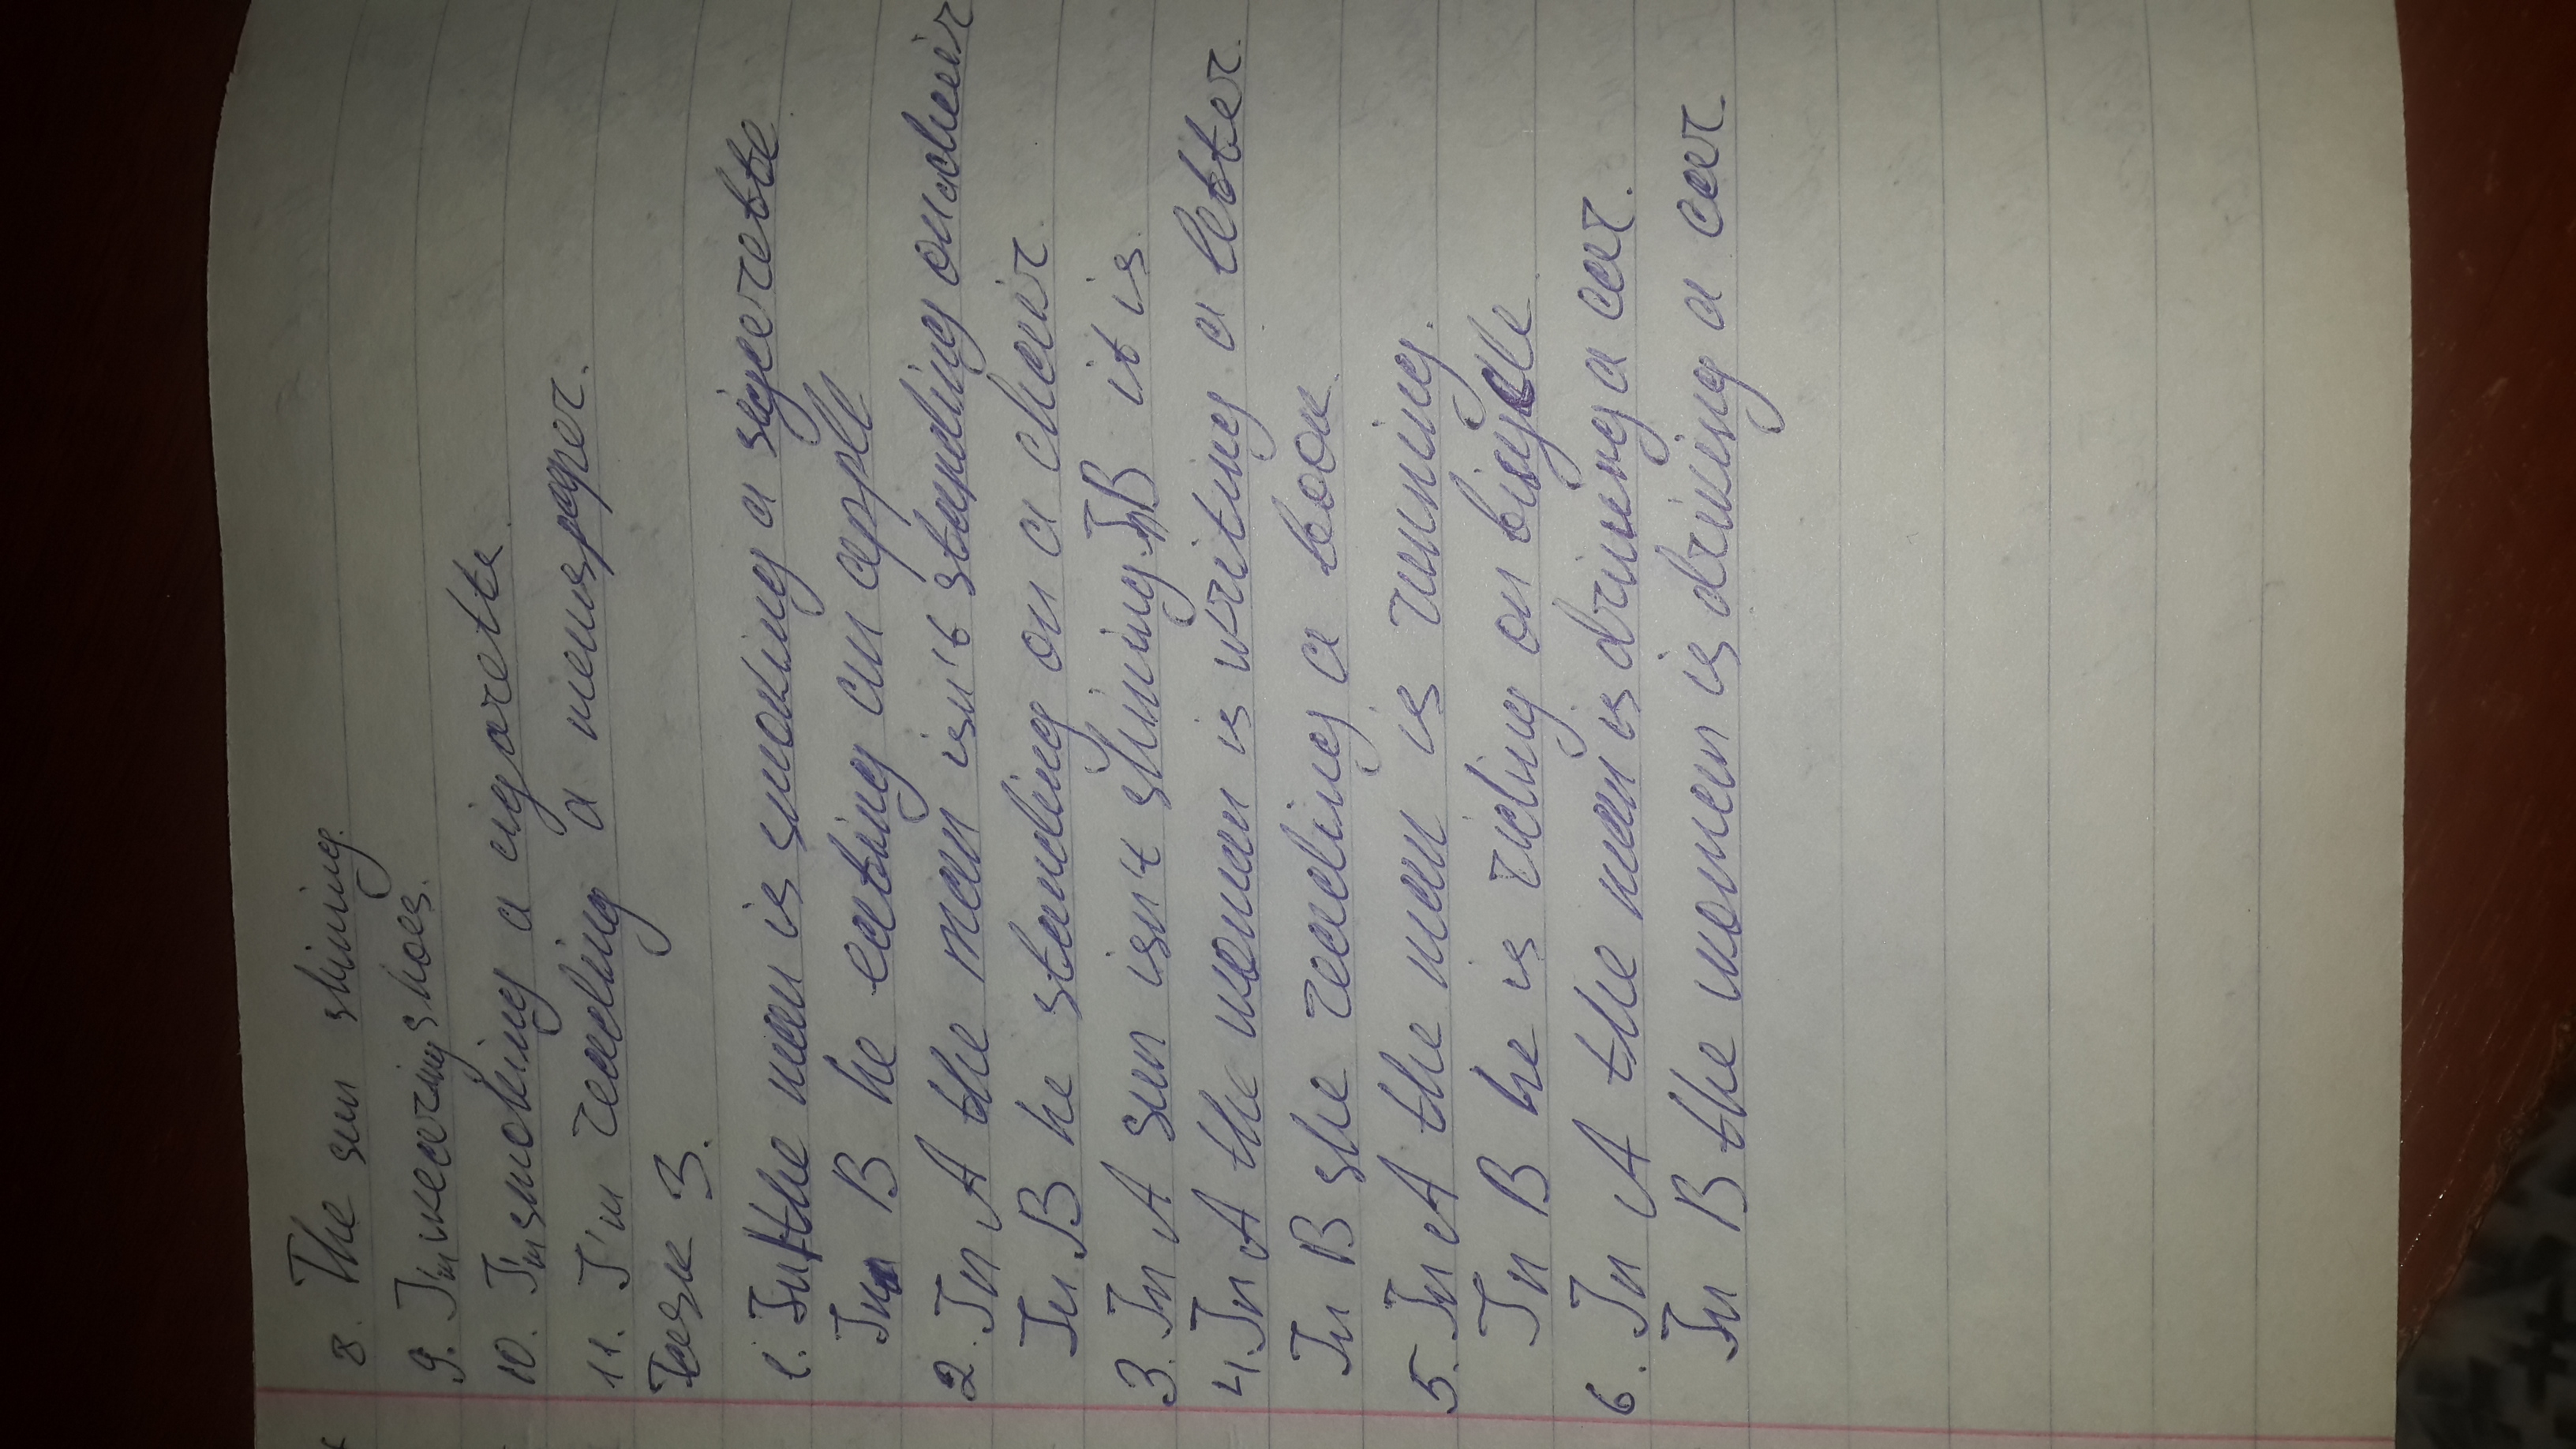 8. The sun shining.
9. I'm wearing shoes.
10. I'm smoking a cigarette.
11. I'm reading a newspaper.
Task 3.
1. In A the man is smoking a sigarette
In B he eating an apple
2. In A the man isn't standing on a chair
In B he standing on a chair.
3. In A sun isn't shining. In B it is.
4. In A the woman is writing a letter.
In B she reading a book.
5. In A the man is running.
In B he is riding on bicycle
6. In A the man is driving a car.
In B the woman is driking a car.